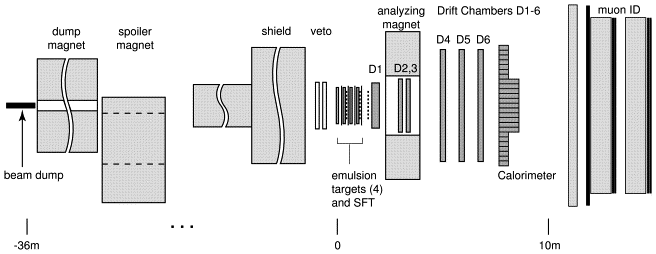 dump
magnet
spoiler
magnet
shield
veto
analyzing
magnet
Drift Chambers D1-6
muon ID
D1
D2,3
D4
D5
D6
beam dump
emulsion
targets (4)
and SFT
Calorimeter
. . .
-36m
0
10m